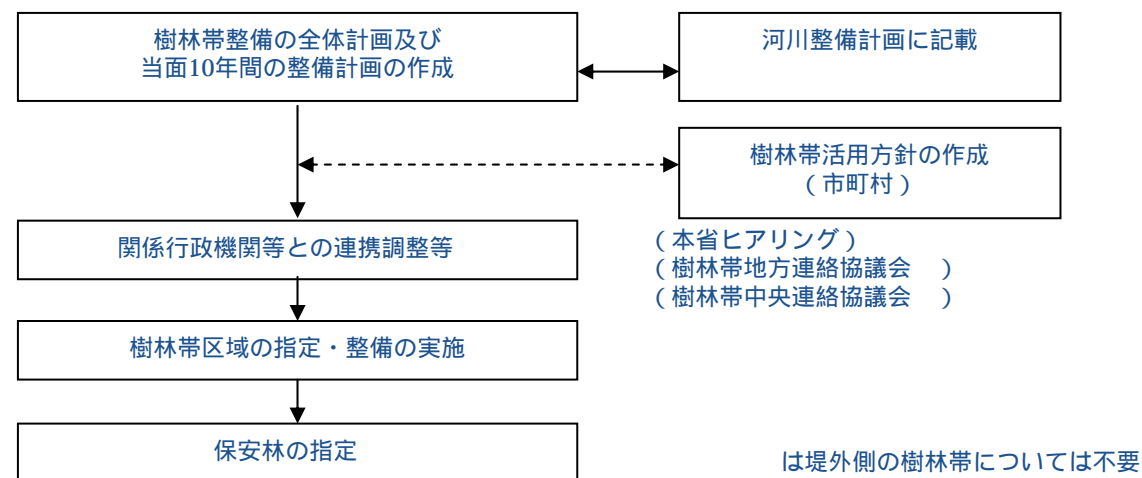 樹林帯整備の全体計画及び
当面10年間の整備計画の作成
河川整備計画に記載
樹林帯活用方針の作成
(市町村)
関係行政機関等との連携調整等
(本省ヒアリング)
(樹林帯地方連絡協議会　)
(樹林帯中央連絡協議会　)
樹林帯区域の指定・整備の実施
保安林の指定
は堤外側の樹林帯については不要